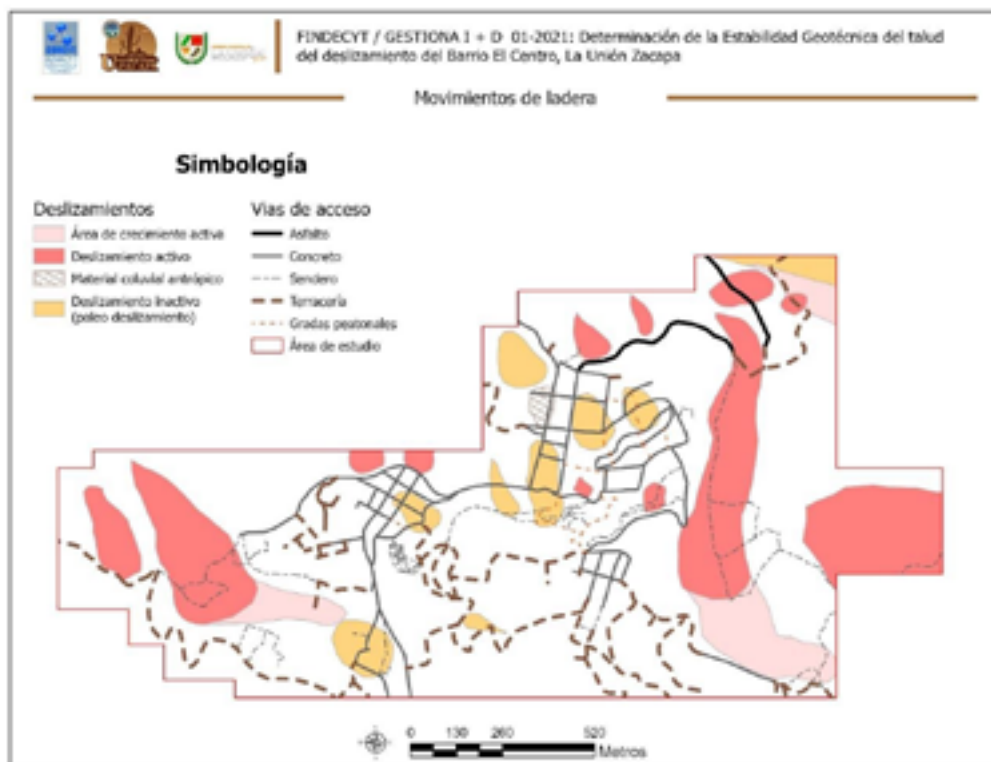 FINDECYT / GESTIONA I + D 01-2021: Determinación de la Estabilidad Geotécnica del talud
del deslizamiento del Barrio El Centro, La Unión Zacapa
Movimientos de ladera
Simbología
Deslizamientos
Área de crecimiento activa
Deslizamiento activo
Material coluvial antrópico
Deslizamiento inactivo
(paleo deslizamiento)
Vias de acceso
Asfalto
Concreto
Sendero
Terracería
Gradas peatonales
Área de estudio
0 130 260 520
Metros